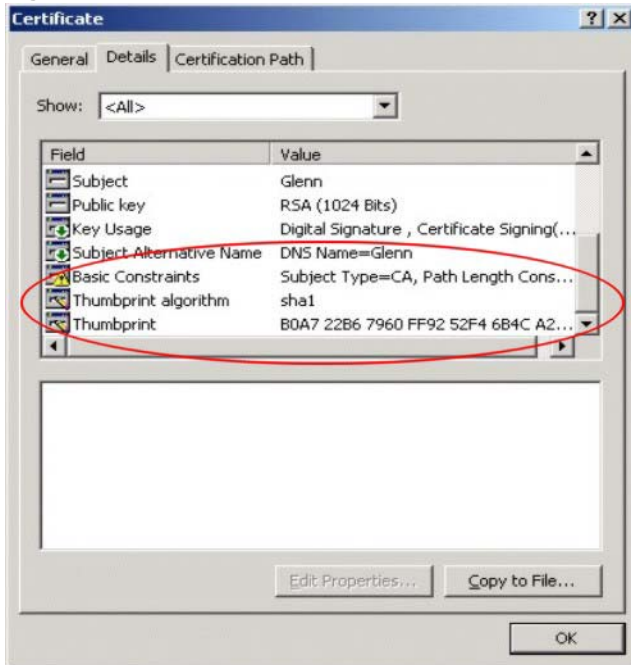 Certificate
General Details Certification Path
Show: <All>
Field Value
Subject Glenn
Public key RSA (1024 Bits)
Key Usage Digital Signature , Certificate Signing(...
Subject Alternative Name DNS Name=Glenn
Basic Constraints Subject Type=CA, Path Length Cons...
Thumbprint algorithm sha1
Thumbprint B0A7 22B6 7960 FF92 52F4 6B4C A2...
Edit Properties... Copy to File...
OK